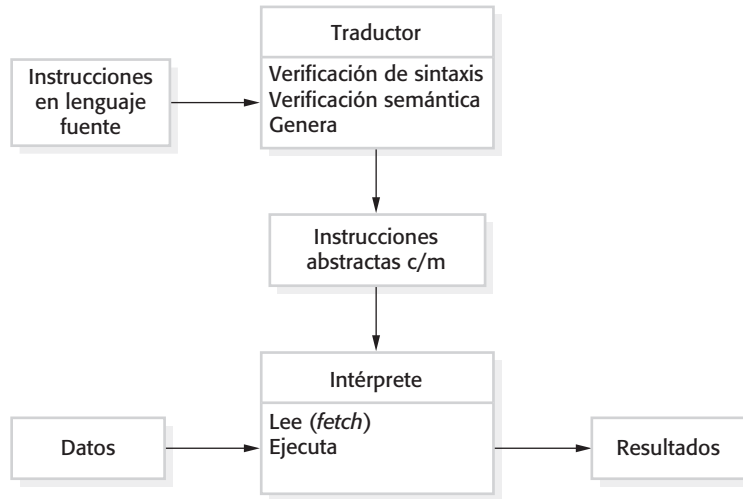 Traductor
Instrucciones
en lenguaje
fuente
Verificación de sintaxis
Verificación semántica
Genera
Instrucciones
abstractas c/m
Intérprete
Lee (fetch)
Ejecuta
Datos
Resultados